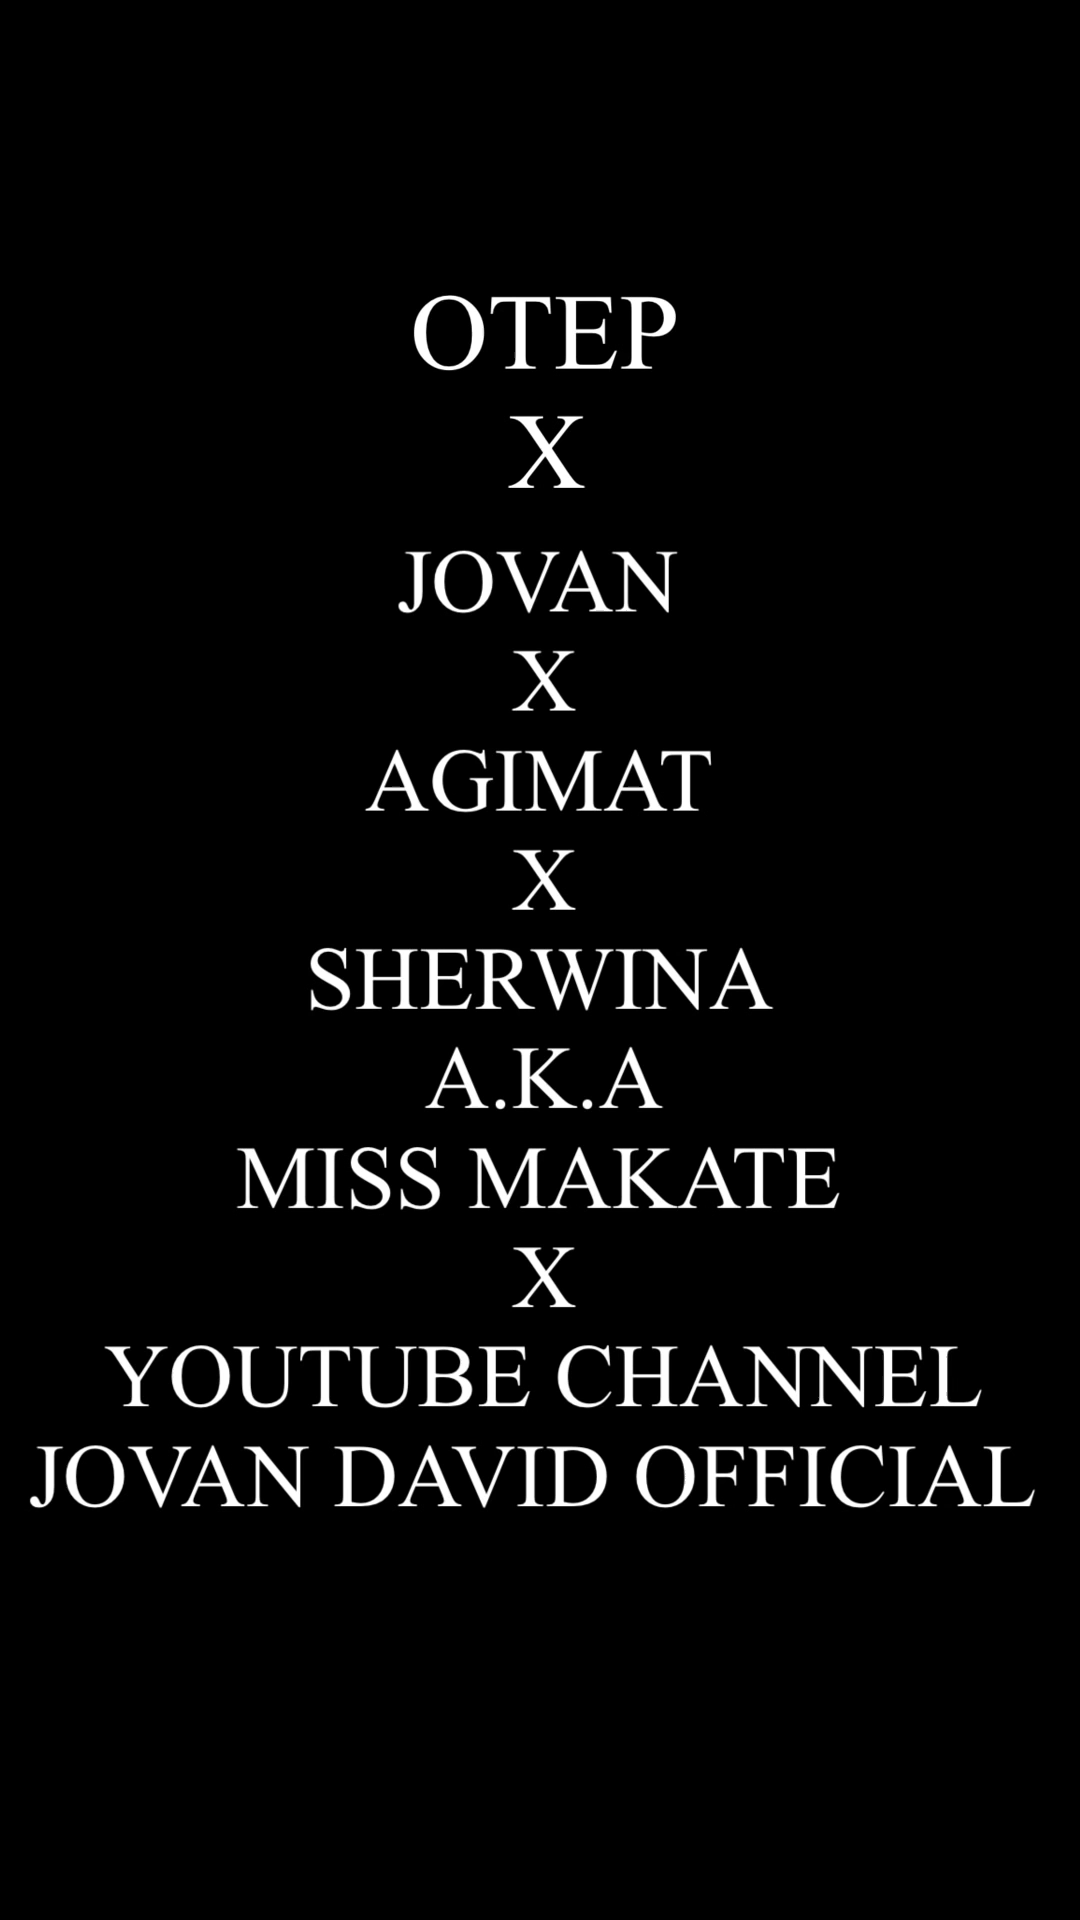 OTEP
X
JOVAN
X
AGIMAT
X
SHERWINA
A.K.A
MISS MAKATE
X
YOUTUBE CHANNEL
JOVAN DAVID OFFICIAL